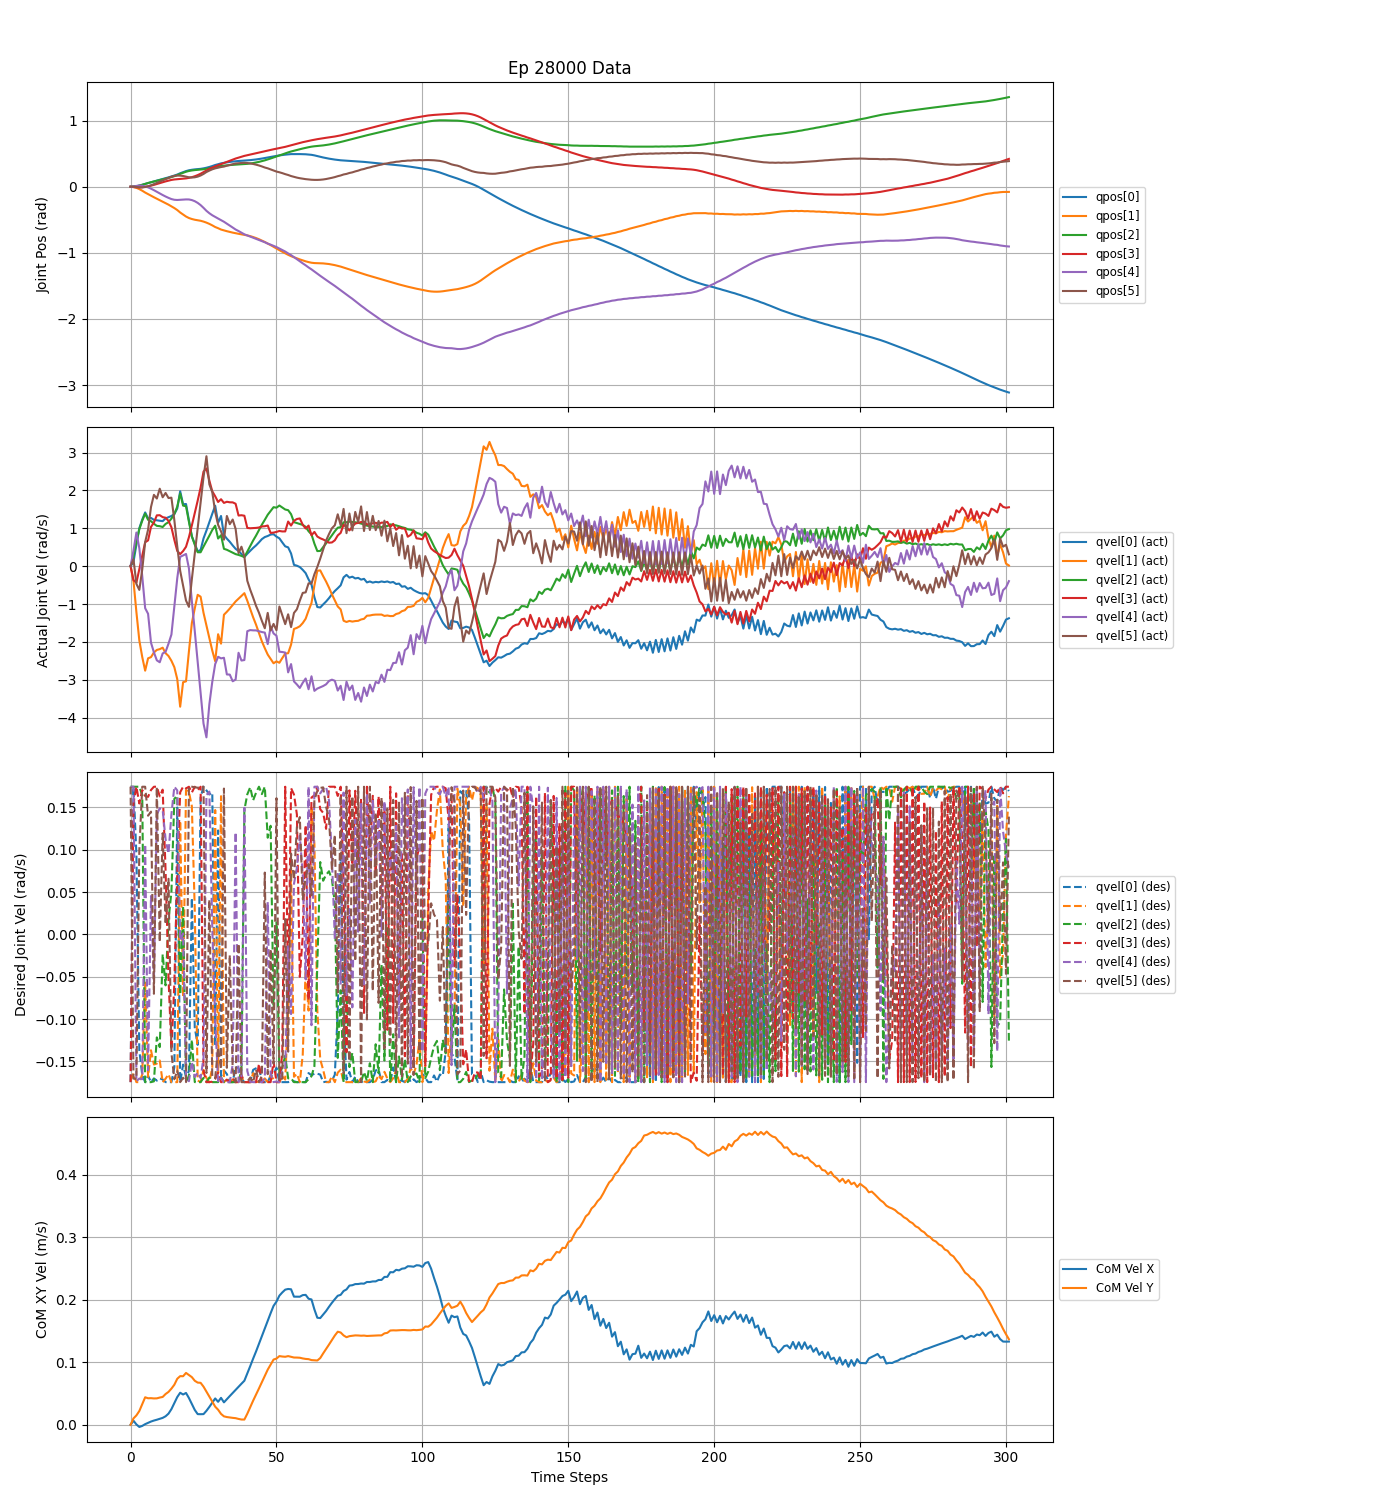 Ep 28000 Data
Joint Pos (rad)
1
0
−1
−2
−3
qpos[0]
qpos[1]
qpos[2]
qpos[3]
qpos[4]
qpos[5]
Actual Joint Vel (rad/s)
3
2
1
0
−1
−2
−3
−4
qvel[0] (act)
qvel[1] (act)
qvel[2] (act)
qvel[3] (act)
qvel[4] (act)
qvel[5] (act)
Desired Joint Vel (rad/s)
0.15
0.10
0.05
0.00
−0.05
−0.10
−0.15
qvel[0] (des)
qvel[1] (des)
qvel[2] (des)
qvel[3] (des)
qvel[4] (des)
qvel[5] (des)
CoM XY Vel (m/s)
0.4
0.3
0.2
0.1
0.0
CoM Vel X
CoM Vel Y
0 50 100 150 200 250 300
Time Steps